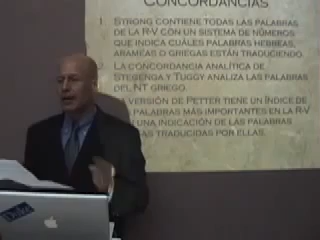 CONCORDANCIAS
1. STRONG CONTIENE TODAS LAS PALABRAS
DE LA R-V CON UN SISTEMA DE NÚMEROS
QUE INDICA CUÁLES PALABRAS HEBREAS,
ARAMEAS O GRIEGAS ESTÁN TRADUCIENDO.
2. LA CONCORDANCIA ANALÍTICA DE
STEGENGA Y TUGGY ANALIZA LAS PALABRAS
DEL NT GRIEGO.
VERSIÓN DE PETTER TIENE UN ÍNDICE DE
PALABRAS MÁS IMPORTANTES EN LA R-V
UNA INDICACIÓN DE LAS PALABRAS
TRADUCIDAS POR ELLAS.